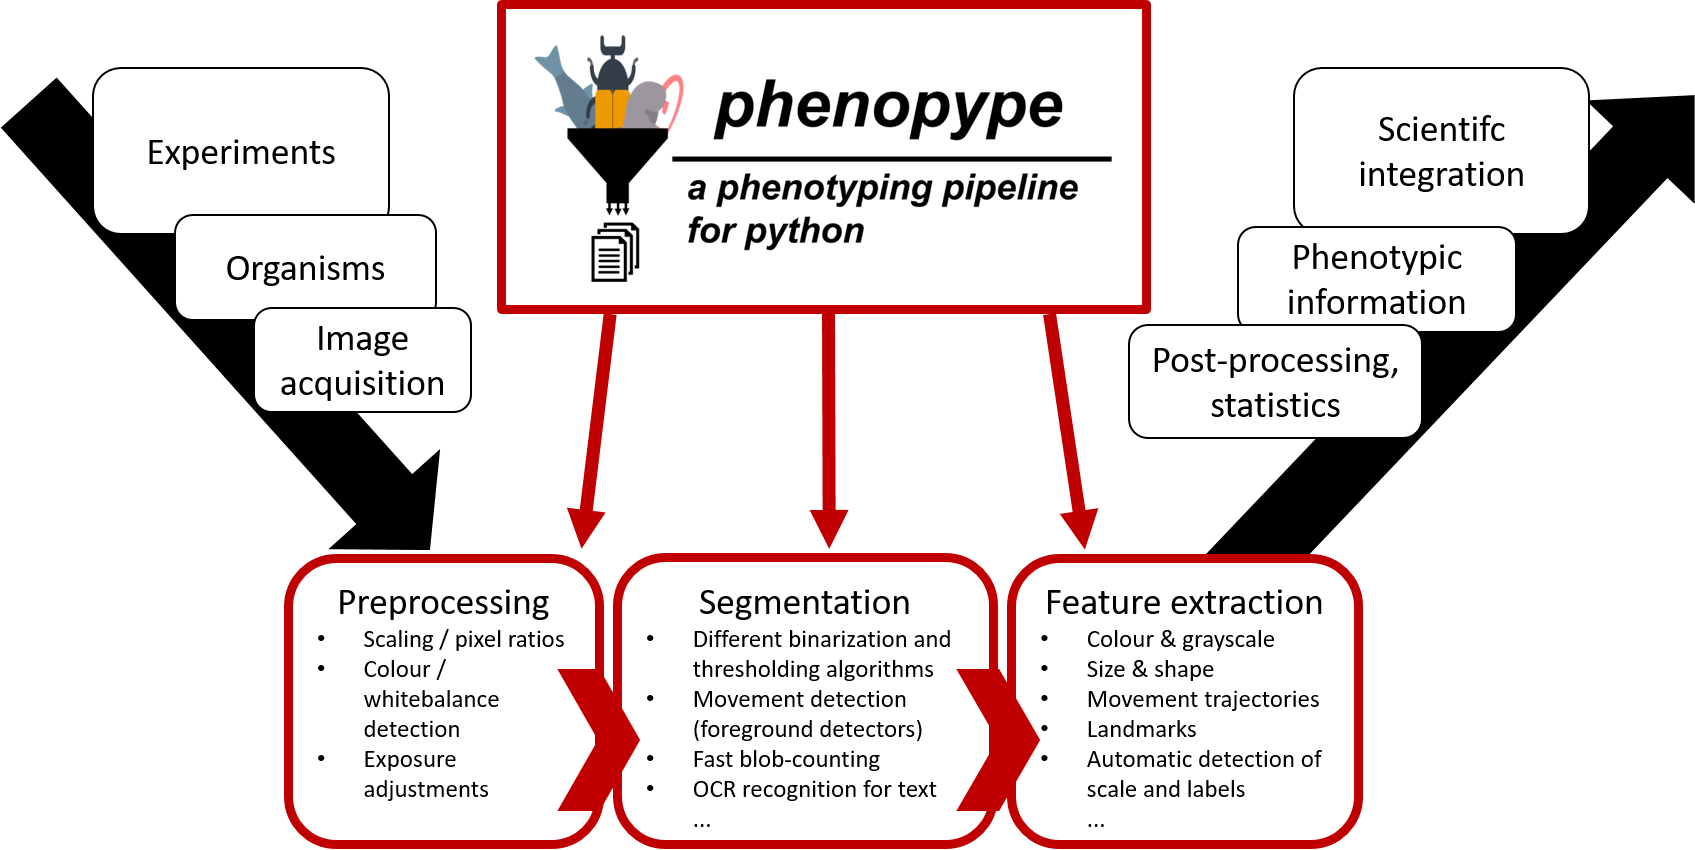 phenopype
a phenotyping pipeline
for python
Experiments
Organisms
Image
acquisition
Scientifc
integration
Phenotypic
information
Post-processing,
statistics
Preprocessing
• Scaling / pixel ratios
• Colour /
whitebalance
detection
• Exposure
adjustments
Segmentation
• Different binarization and
thresholding algorithms
• Movement detection
(foreground detectors)
• Fast blob-counting
• OCR recognition for text
...
Feature extraction
• Colour & grayscale
• Size & shape
• Movement trajectories
• Landmarks
• Automatic detection of
scale and labels
...